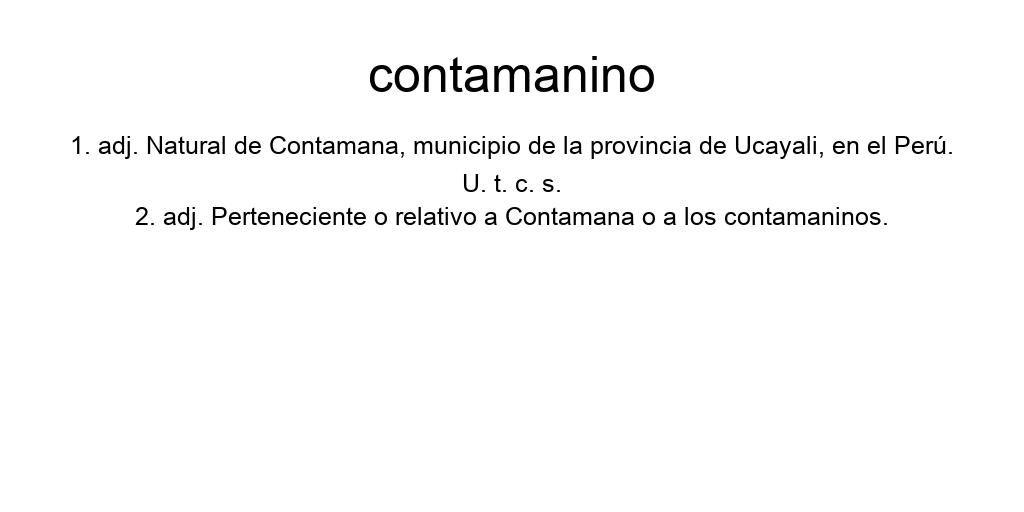 contamanino
1. adj. Natural de Contamana, municipio de la provincia de Ucayali, en el Perú.
U. t. c. s.
2. adj. Perteneciente o relativo a Contamana o a los contamaninos.